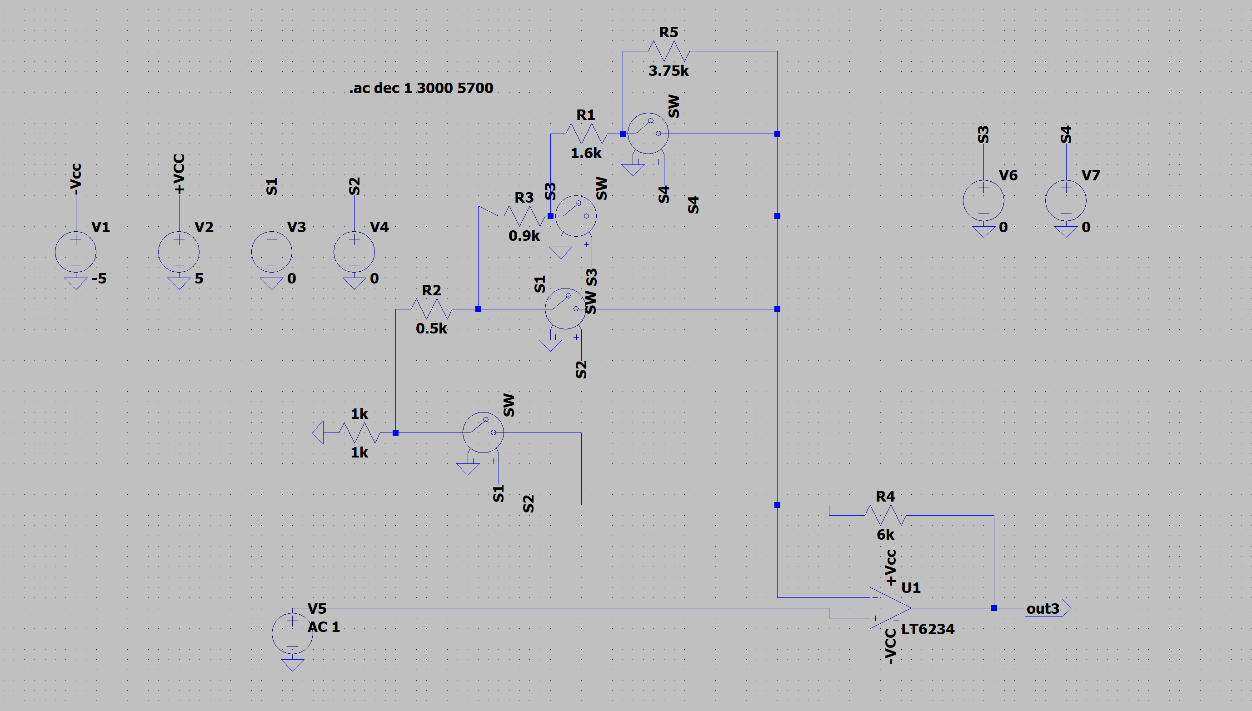 R5
3.75k
.ac dec 1 3000 5700
SW
R1
1.6k
S3
S4
-Vcc
+VCC
S1
S2
S3
SW
R3
0.9k
S4
S4
V6
0
V7
0
V1
-5
V2
5
V3
0
V4
0
S1
S3
SW
R2
0.5k
S2
SW
1k
1k
S1
S2
R4
6k
+Vcc
U1
LT6234
-VCC
V5
AC 1
out3